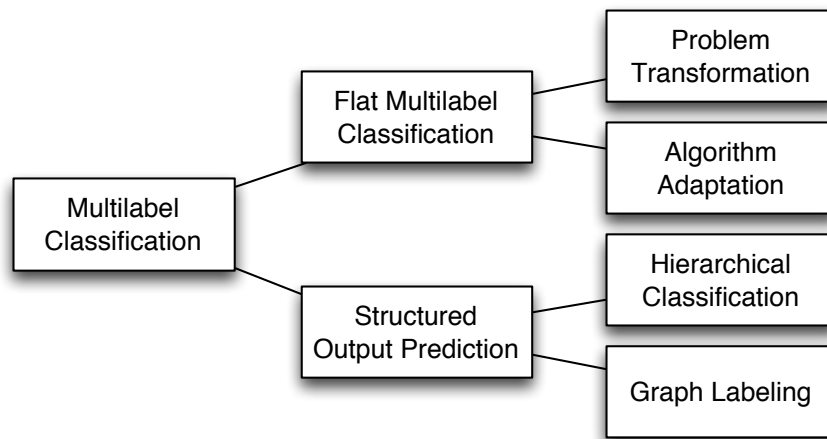 Multilabel
Classification
Flat Multilabel
Classification
Structured
Output Prediction
Problem
Transformation
Algorithm
Adaptation
Hierarchical
Classification
Graph Labeling